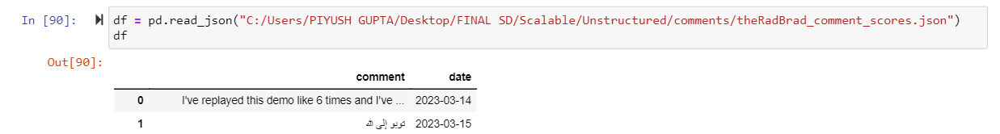 In [90]: df = pd.read_json("C:/Users/PIYUSH GUPTA/Desktop/FINAL SD/Scalable/Unstructured/comments/theRadBrad_comment_scores.json")
df
Out[90]:
comment date
0 I've replayed this demo like 6 times and I've ... 2023-03-14
1 توبو إلى الله 2023-03-15